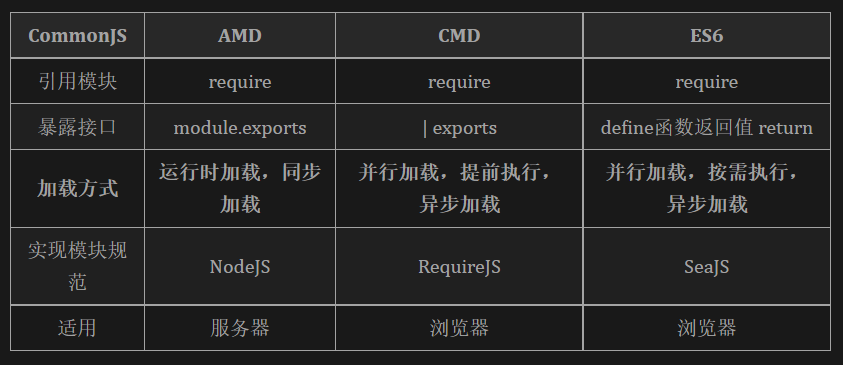 CommonJS AMD CMD ES6
引用模块 require require require
暴露接口 module.exports | exports define函数返回值 return
加载方式 运行时加载，同步加载 并行加载，提前执行，异步加载 并行加载，按需执行，异步加载
实现模块规范 NodeJS RequireJS SeaJS
适用 服务器 浏览器 浏览器